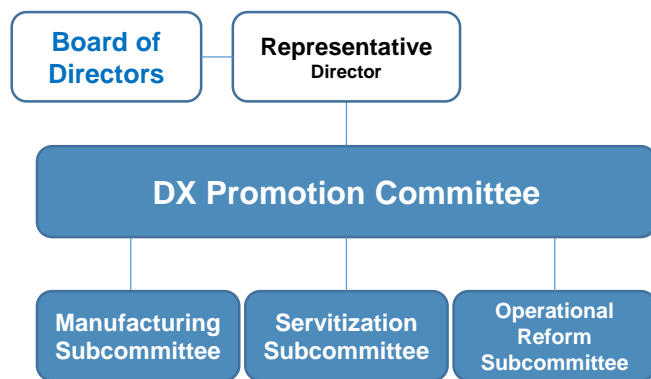 Board of
Directors
Representative
Director
DX Promotion Committee
Manufacturing
Subcommittee
Servitization
Subcommittee
Operational
Reform
Subcommittee